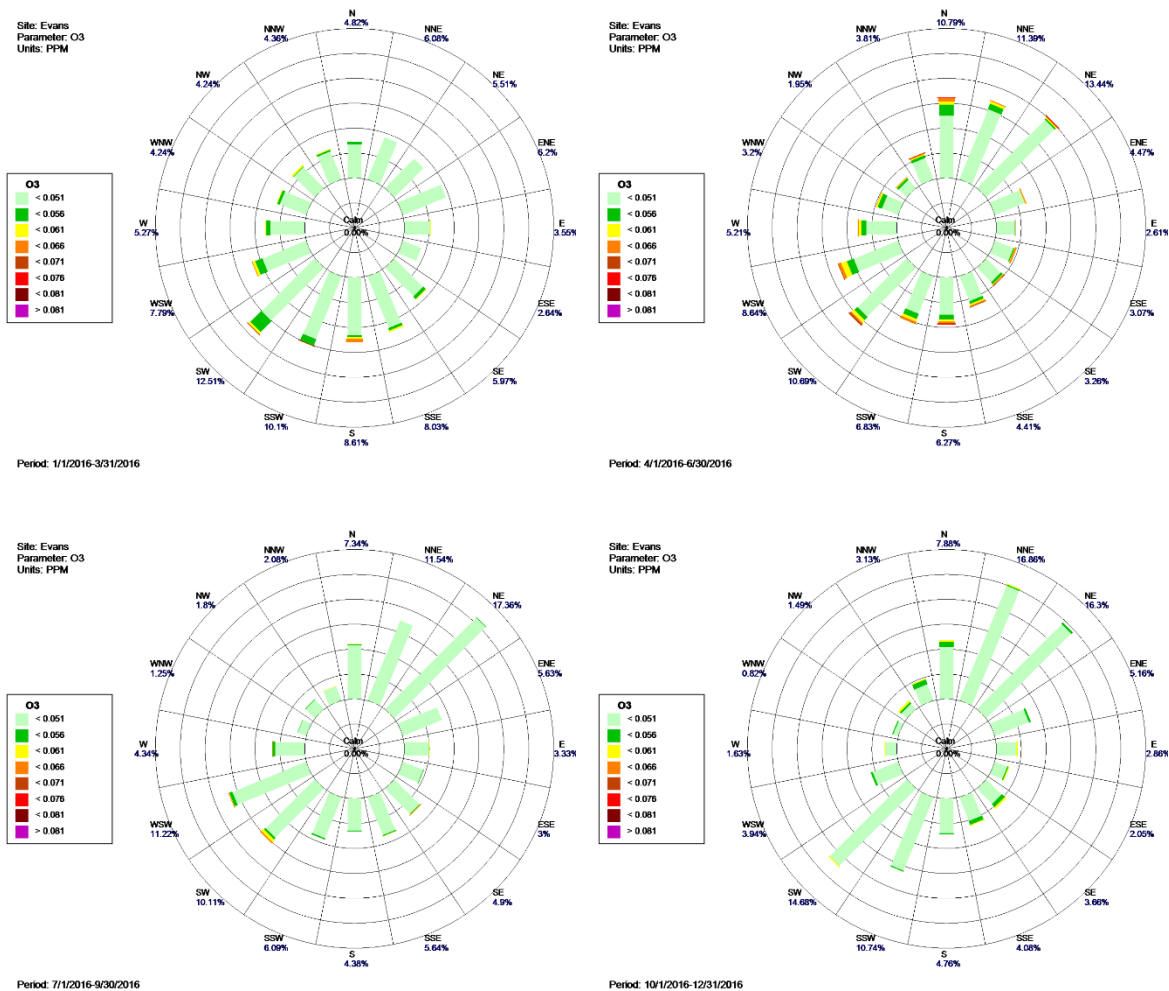 Site: Evans
Parameter: O3
Units: PPM
N
4.82%
NNE
6.08%
NE
5.51%
ENE
6.2%
E
3.55%
ESE
2.64%
SE
5.97%
SSE
8.03%
S
8.61%
SSW
10.1%
SW
12.51%
WSW
7.79%
W
5.27%
WNW
4.24%
NW
4.24%
NNW
4.36%
Calm
0.00%
O3
< 0.051
< 0.056
< 0.061
< 0.066
< 0.071
< 0.076
< 0.081
> 0.081
Period: 1/1/2016-3/31/2016
Site: Evans
Parameter: O3
Units: PPM
N
10.79%
NNE
11.39%
NE
13.44%
ENE
4.47%
E
2.61%
ESE
3.07%
SE
3.26%
SSE
4.41%
S
6.27%
SSW
6.83%
SW
10.69%
WSW
8.64%
W
5.21%
WNW
3.2%
NW
1.95%
NNW
3.81%
Calm
0.00%
O3
< 0.051
< 0.056
< 0.061
< 0.066
< 0.071
< 0.076
< 0.081
> 0.081
Period: 4/1/2016-6/30/2016
Site: Evans
Parameter: O3
Units: PPM
N
7.34%
NNE
11.54%
NE
17.36%
ENE
5.63%
E
3.33%
ESE
3%
SE
4.9%
SSE
5.64%
S
4.38%
SSW
6.09%
SW
10.11%
WSW
11.22%
W
4.34%
WNW
1.25%
NW
1.8%
NNW
2.08%
Calm
0.00%
O3
< 0.051
< 0.056
< 0.061
< 0.066
< 0.071
< 0.076
< 0.081
> 0.081
Period: 7/1/2016-9/30/2016
Site: Evans
Parameter: O3
Units: PPM
N
7.88%
NNE
16.86%
NE
16.3%
ENE
5.16%
E
2.86%
ESE
2.05%
SE
3.66%
SSE
4.08%
S
4.76%
SSW
10.74%
SW
14.68%
WSW
3.94%
W
1.63%
WNW
0.82%
NW
1.49%
NNW
3.13%
Calm
0.00%
O3
< 0.051
< 0.056
< 0.061
< 0.066
< 0.071
< 0.076
< 0.081
> 0.081
Period: 10/1/2016-12/31/2016